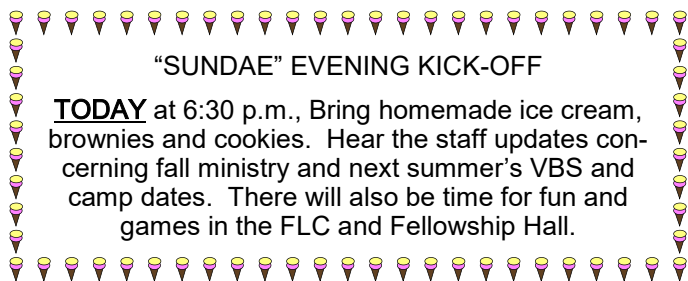 “SUNDAE” EVENING KICK-OFF
TODAY at 6:30 p.m., Bring homemade ice cream,
brownies and cookies.  Hear the staff updates con-
cerning fall ministry and next summer’s VBS and
camp dates.  There will also be time for fun and
games in the FLC and Fellowship Hall.